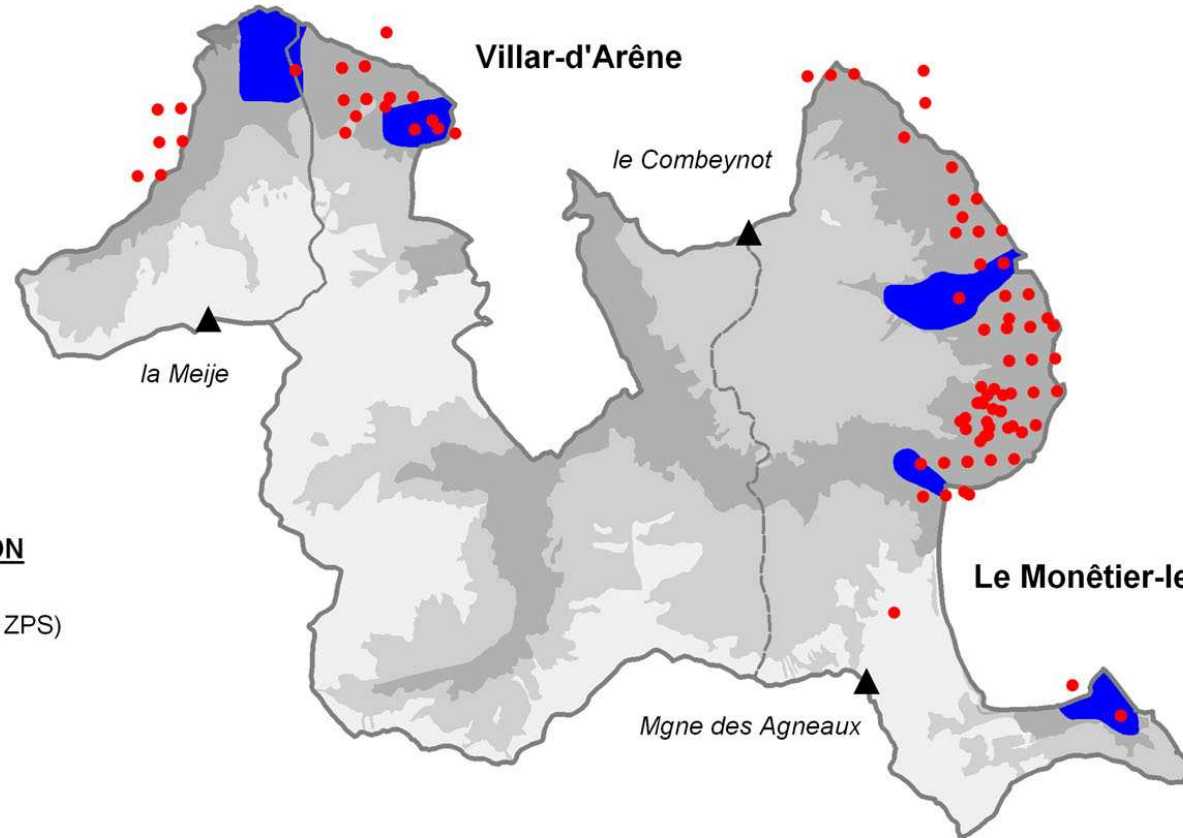 Villar-d'Arêne
le Combeynot
la Meije
ON
Le Monêtier-le
ZPS)
Mgne des Agneaux